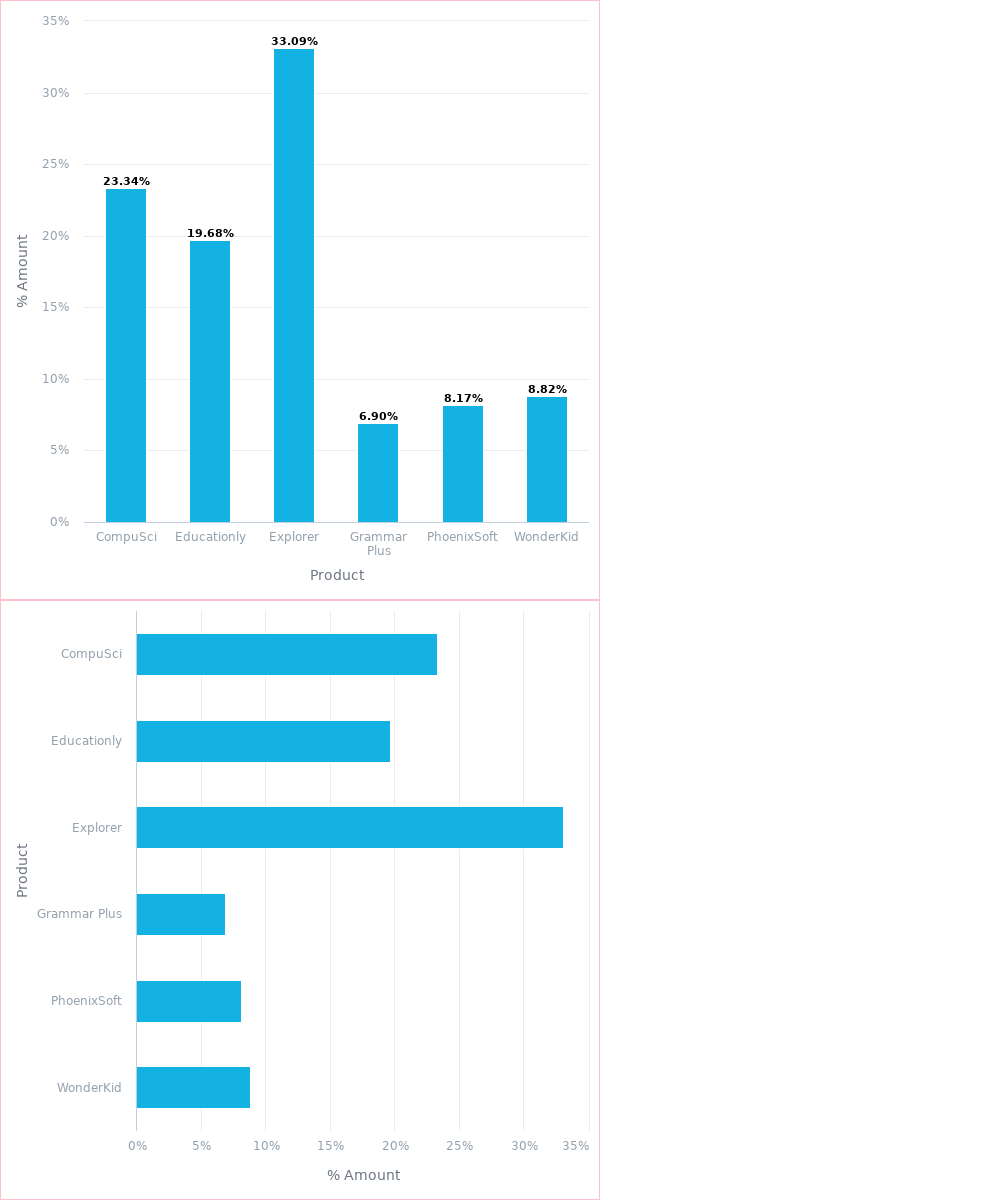 35%
33.09%
30%
25%
23.34%
19.68%
20%
% Amount
15%
10%
8.82%
8.17%
6.90%
5%
0%
CompuSci Educationly Explorer Grammar Plus PhoenixSoft WonderKid
Product
CompuSci
Educationly
Explorer
Product
Grammar Plus
PhoenixSoft
WonderKid
0% 5% 10% 15% 20% 25% 30% 35%
% Amount